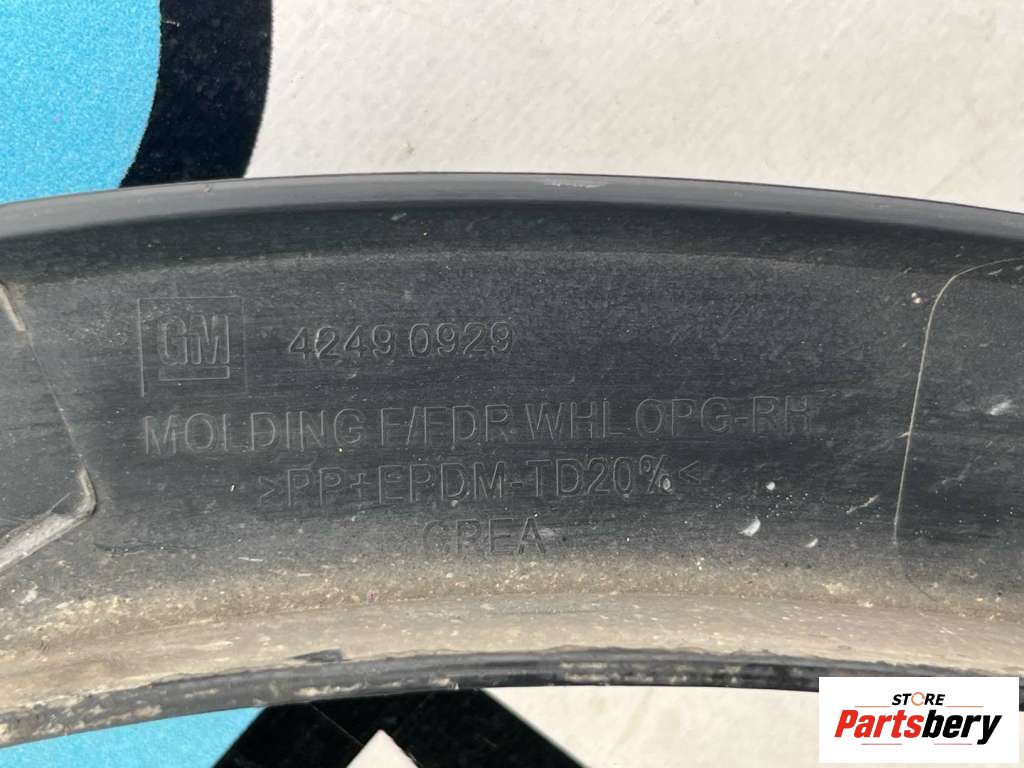 GM 4249 0929
MOLDING F/FDR WHL OPG-RH
>PP+EPDM-TD20%<
CREA
STORE
Partsbery